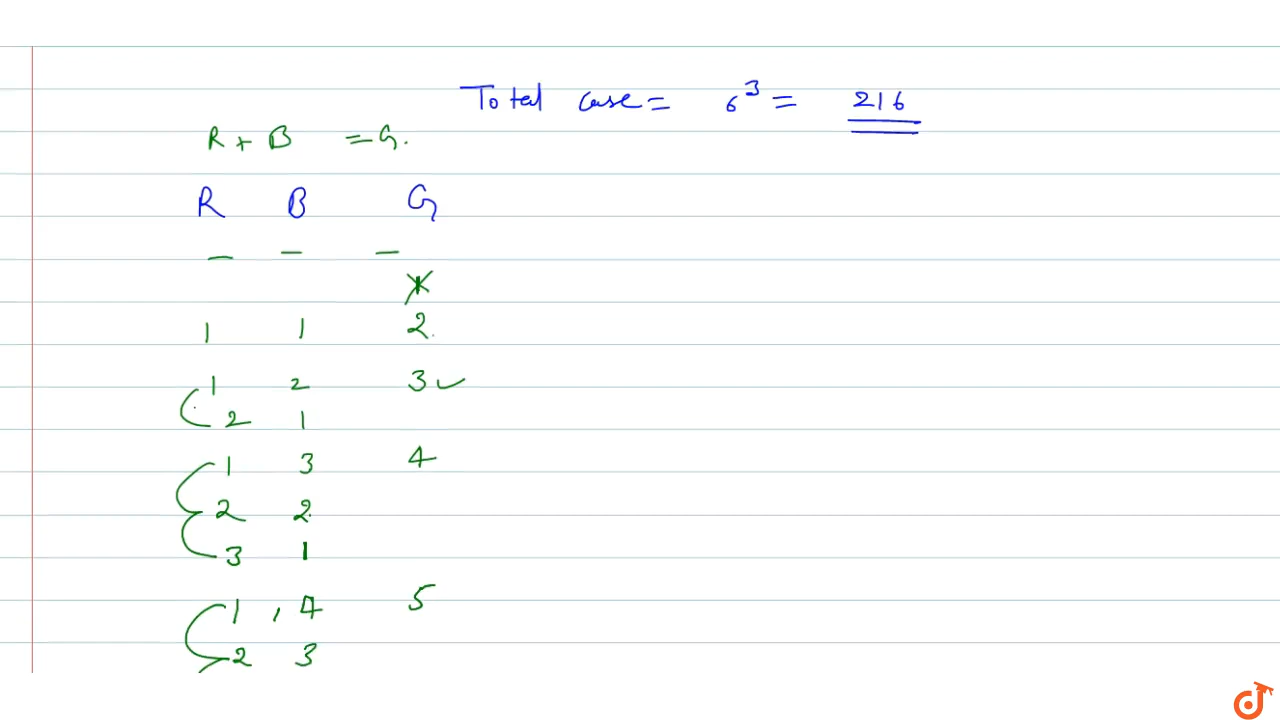 Total case = 6³ = 216
R + B = G.
R B G
— — —
1 1 2.
1 2 3 ✓
2 1
1 3 4
2 2
3 1
1 , 4 5
2 3